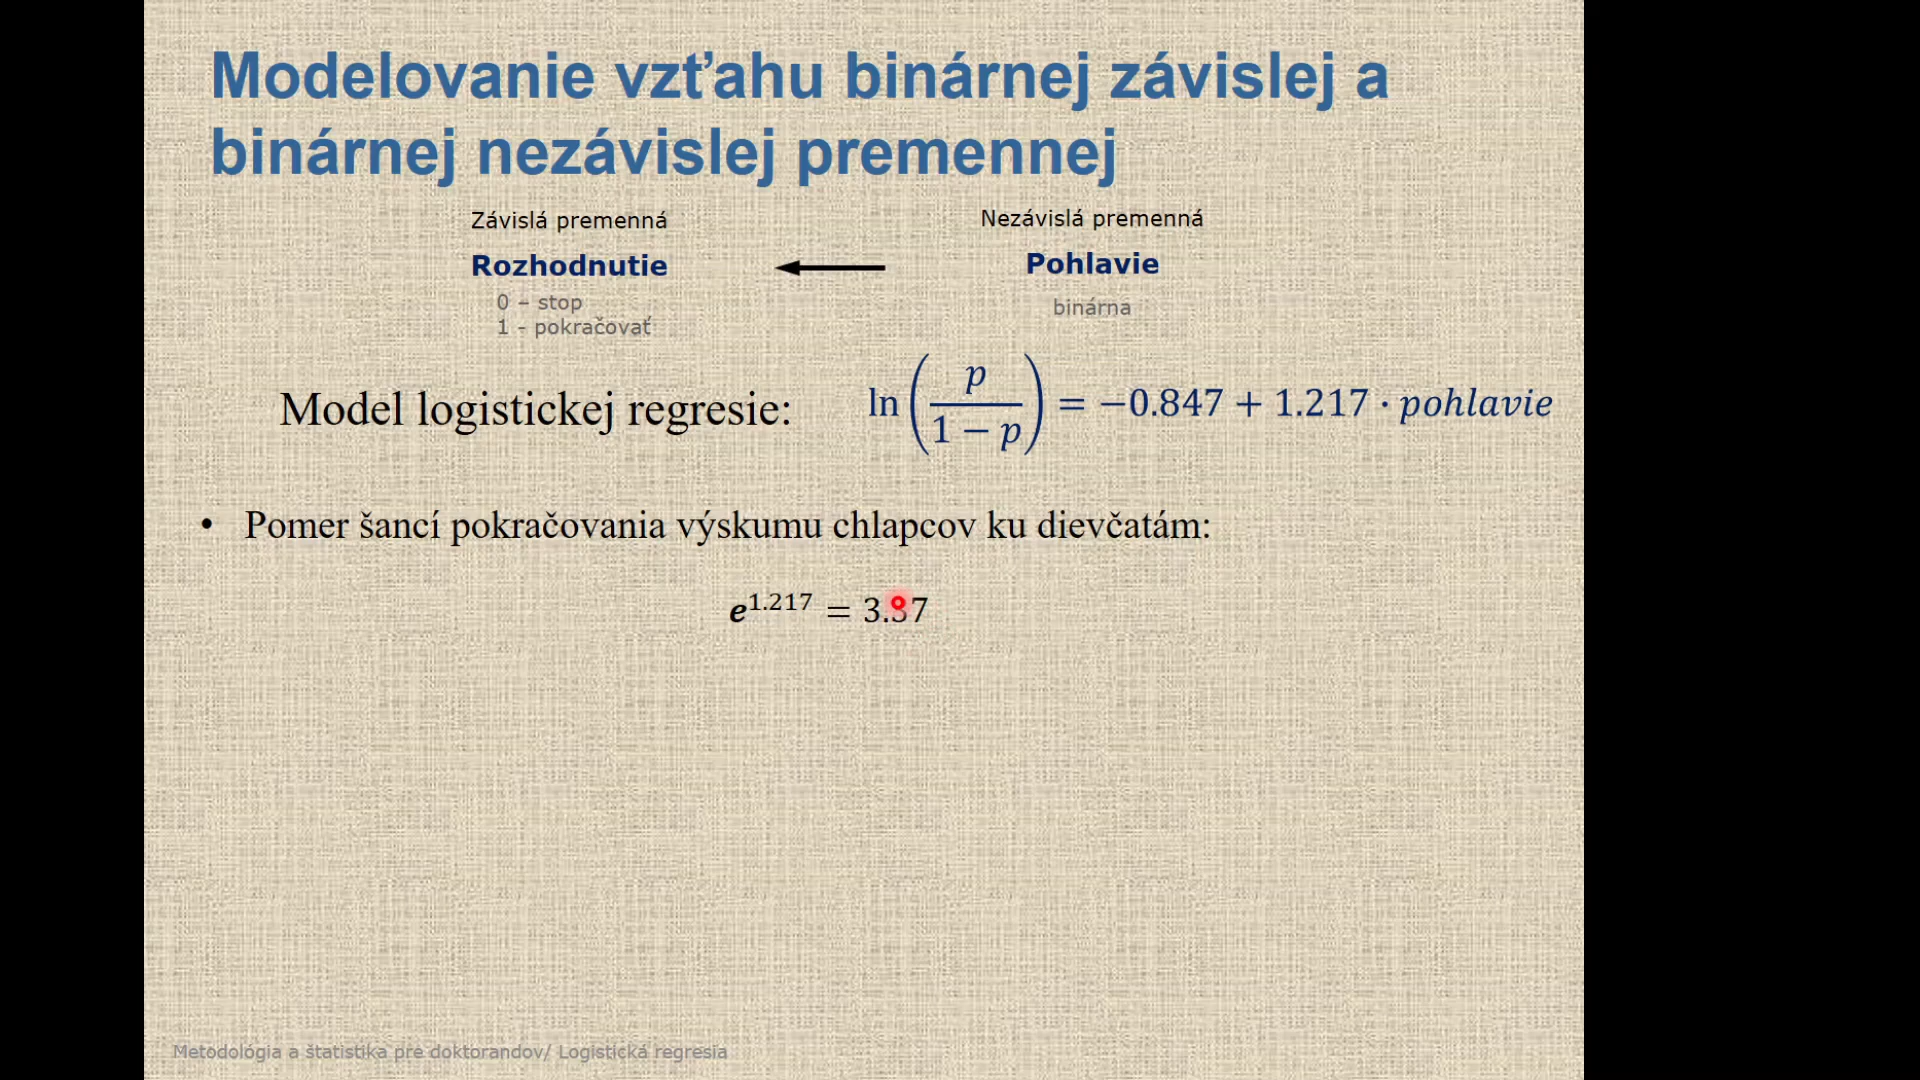 Modelovanie vzťahu binárnej závislej a
binárnej nezávislej premennej
Závislá premenná
Nezávislá premenná
Rozhodnutie
Pohlavie
0 – stop
1 - pokračovať
binárna
Model logistickej regresie:
ln(p/(1 − p)) = −0.847 + 1.217 · pohlavie
• Pomer šancí pokračovania výskumu chlapcov ku dievčatám:
e^1.217 = 3.37
Metodológia a štatistika pre doktorandov/ Logistická regresia